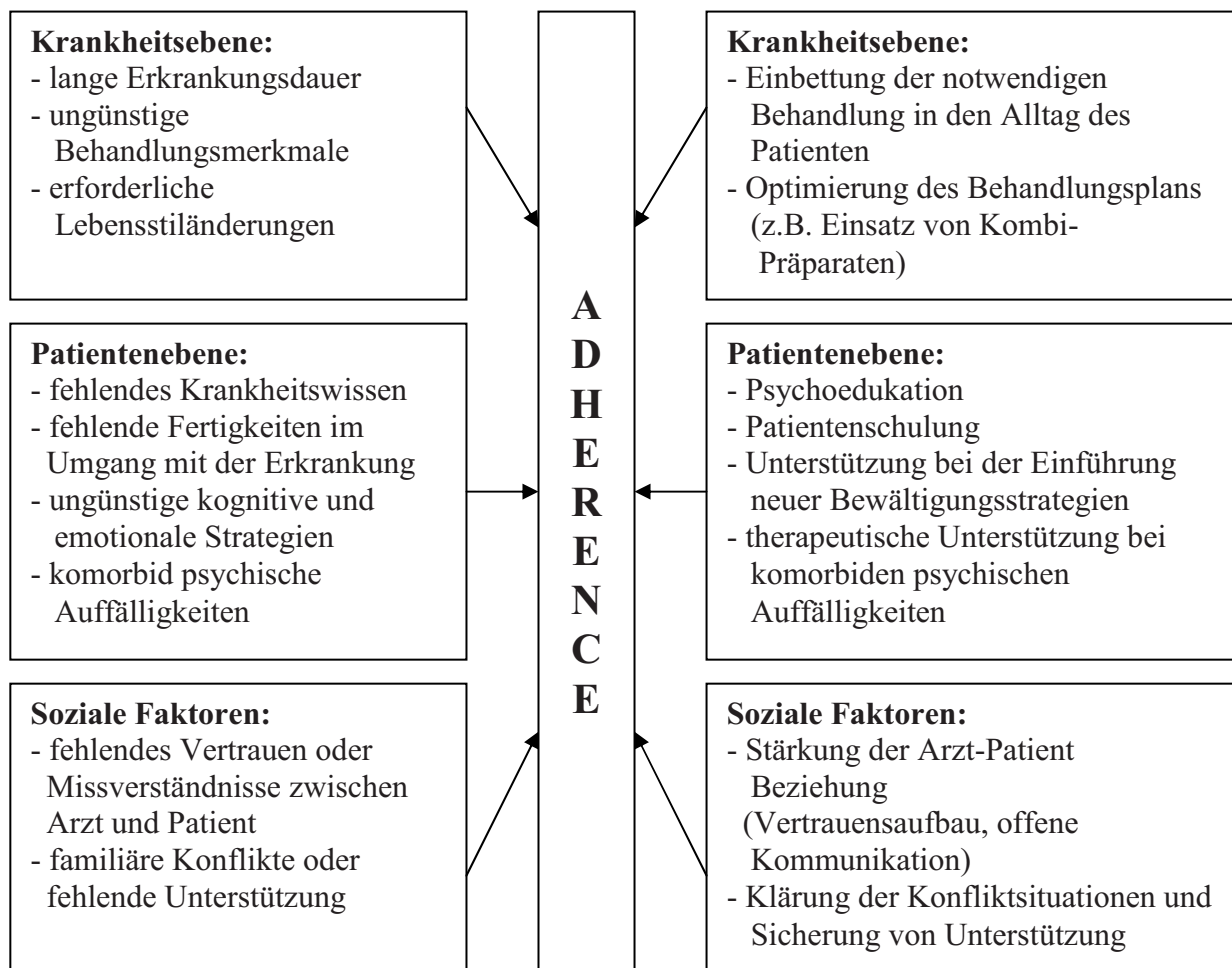 Krankheitsebene:
- lange Erkrankungsdauer
- ungünstige
Behandlungsmerkmale
- erforderliche
Lebensstiländerungen
Patientenebene:
- fehlendes Krankheitswissen
- fehlende Fertigkeiten im
Umgang mit der Erkrankung
- ungünstige kognitive und
emotionale Strategien
- komorbid psychische
Auffälligkeiten
Soziale Faktoren:
- fehlendes Vertrauen oder
Missverständnisse zwischen
Arzt und Patient
- familiäre Konflikte oder
fehlende Unterstützung
A
D
H
E
R
E
N
C
E
Krankheitsebene:
- Einbettung der notwendigen
Behandlung in den Alltag des
Patienten
- Optimierung des Behandlungsplans
(z.B. Einsatz von Kombi-
Präparaten)
Patientenebene:
- Psychoedukation
- Patientenschulung
- Unterstützung bei der Einführung
neuer Bewältigungsstrategien
- therapeutische Unterstützung bei
komorbiden psychischen
Auffälligkeiten
Soziale Faktoren:
- Stärkung der Arzt-Patient
Beziehung
(Vertrauensaufbau, offene
Kommunikation)
- Klärung der Konfliktsituationen und
Sicherung von Unterstützung